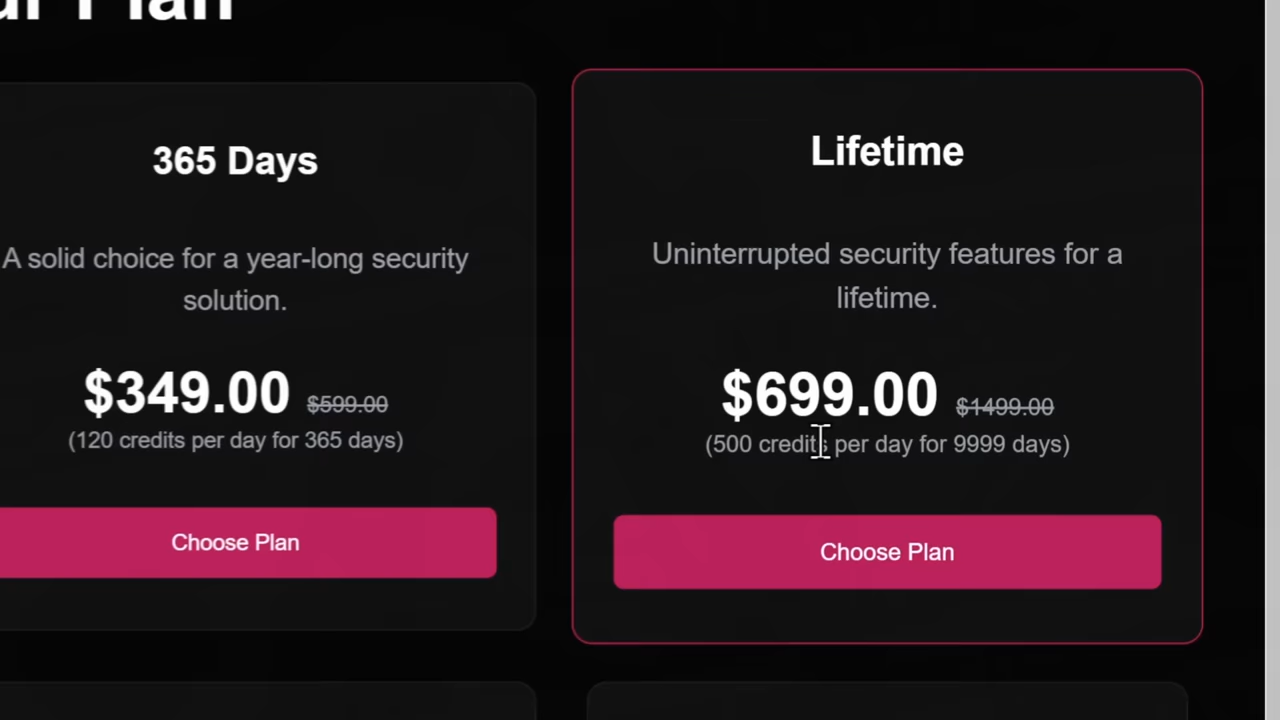 Plan
365 Days
A solid choice for a year-long security
solution.
$349.00 $599.00
(120 credits per day for 365 days)
Choose Plan
Lifetime
Uninterrupted security features for a
lifetime.
$699.00 $1499.00
(500 credits per day for 9999 days)
Choose Plan